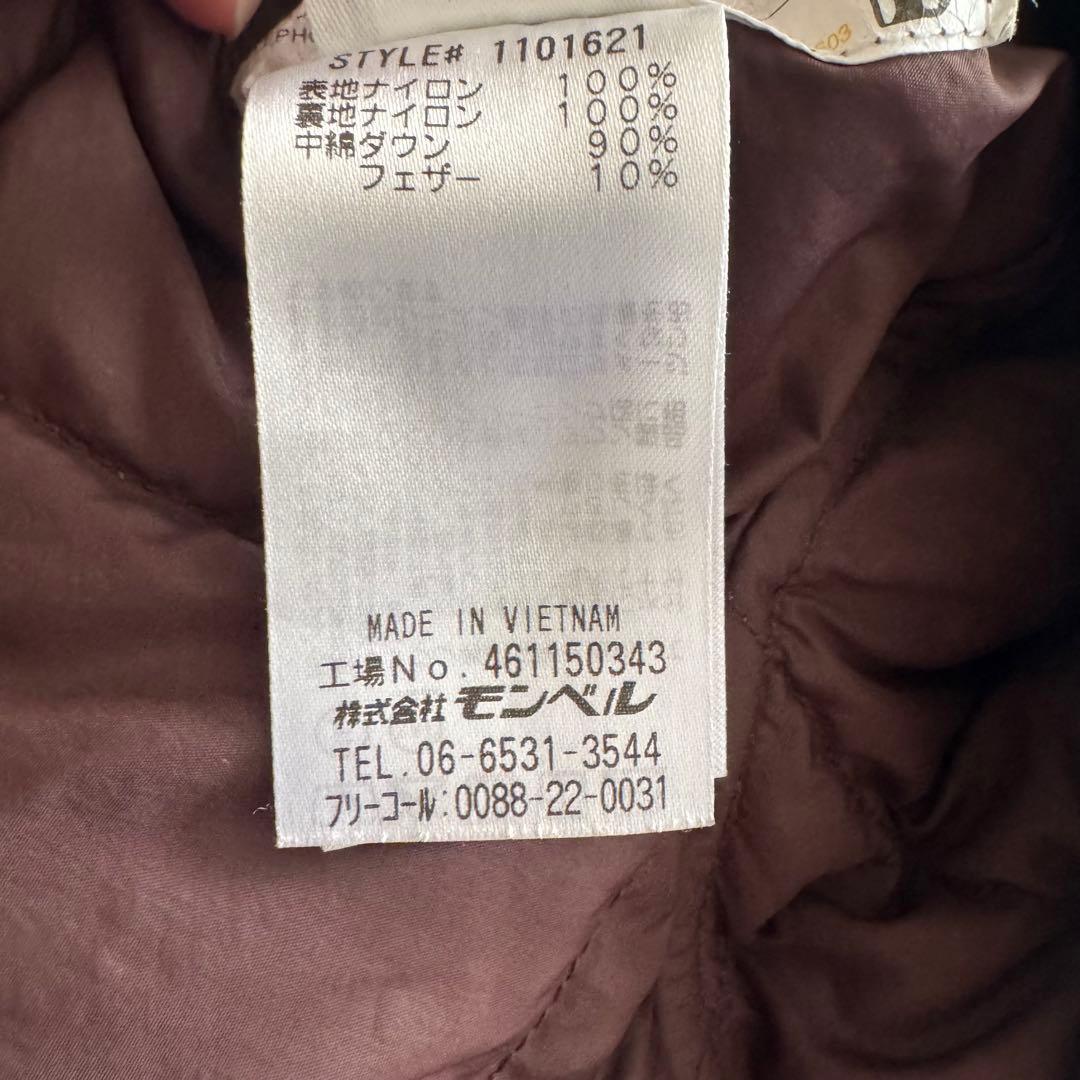 STYLE# 1101621
表地ナイロン 100%
裏地ナイロン 100%
中綿ダウン 90%
フェザー 10%
MADE IN VIETNAM
工場No. 461150343
株式会社モンベル
TEL.06-6531-3544
フリーコール:0088-22-0031